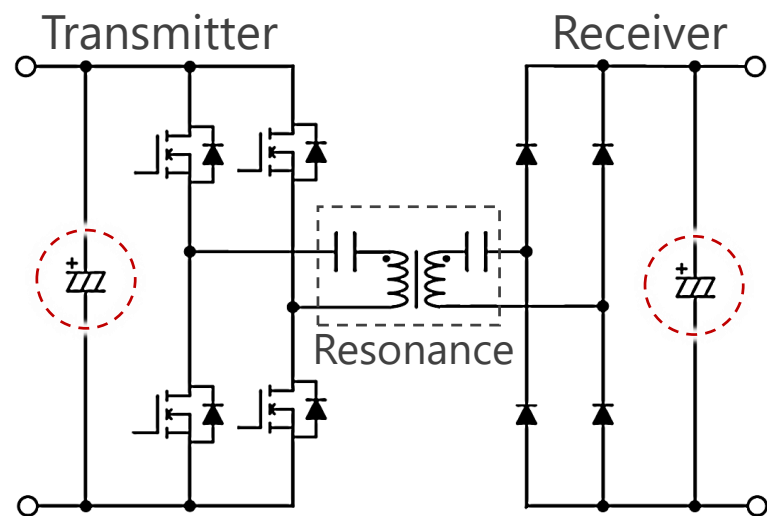 Transmitter
Receiver
+
+
Resonance